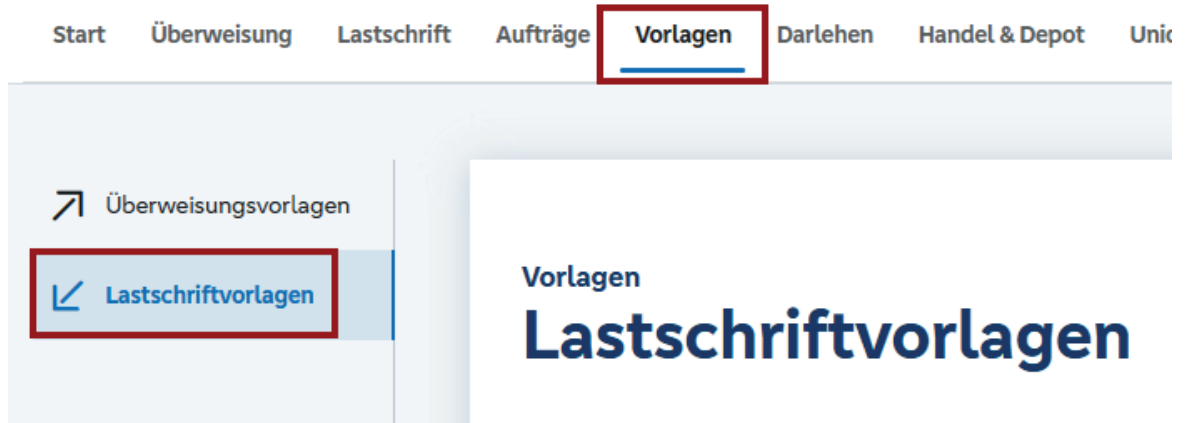 Start Überweisung Lastschrift Aufträge Vorlagen Darlehen Handel & Depot
Überweisungsvorlagen
Lastschriftvorlagen
Vorlagen
Lastschriftvorlagen